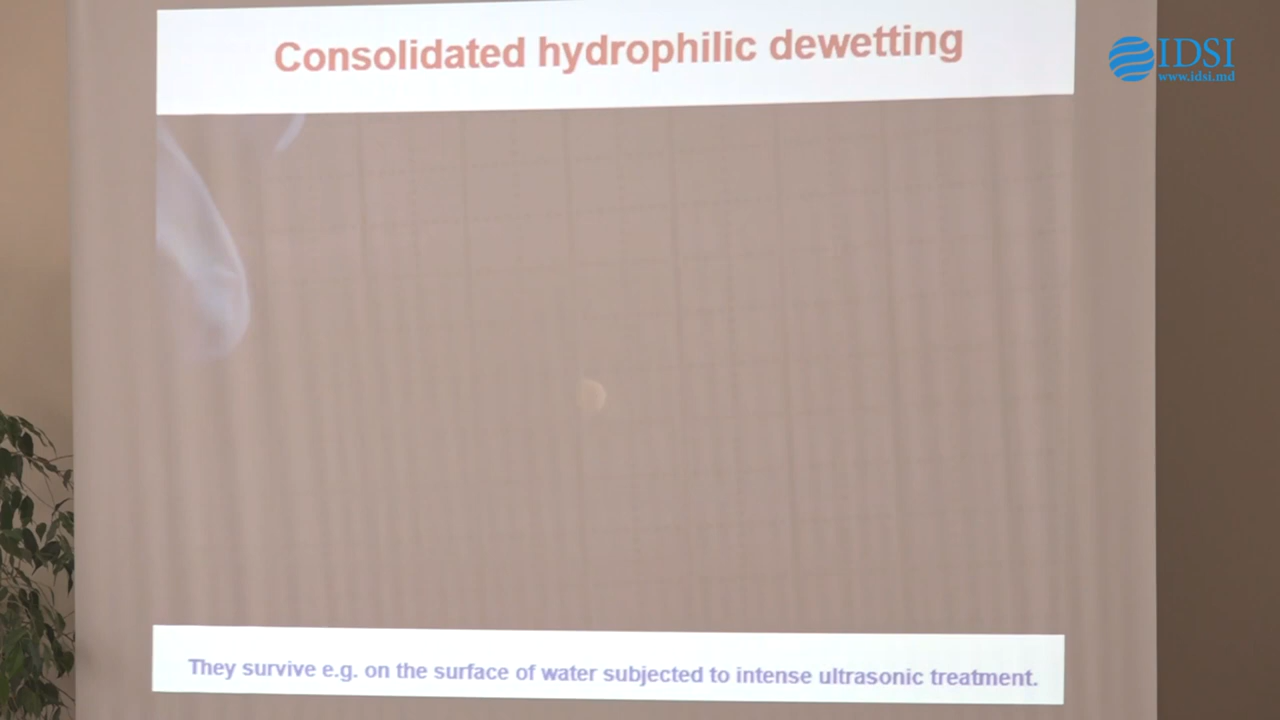 Consolidated hydrophilic dewetting
IDSI
www.idsi.md
They survive e.g. on the surface of water subjected to intense ultrasonic treatment.